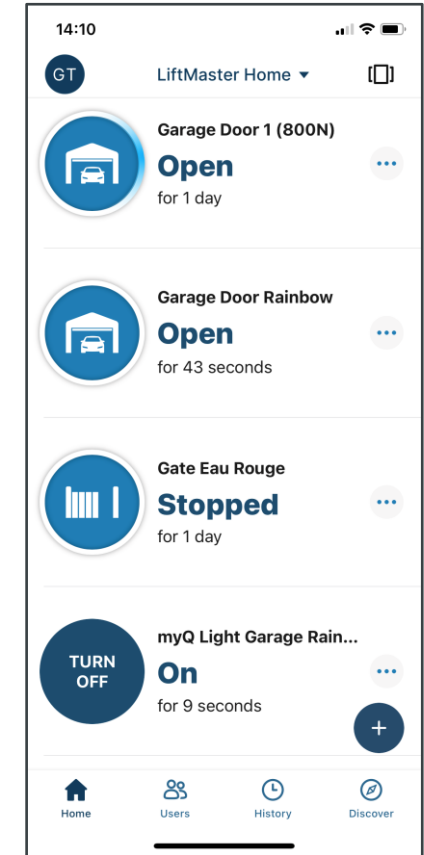 14:10
GT
LiftMaster Home
Garage Door 1 (800N)
Open
for 1 day
Garage Door Rainbow
Open
for 43 seconds
Gate Eau Rouge
Stopped
for 1 day
TURN
OFF
myQ Light Garage Rain...
On
for 9 seconds
+
Home
Users
History
Discover